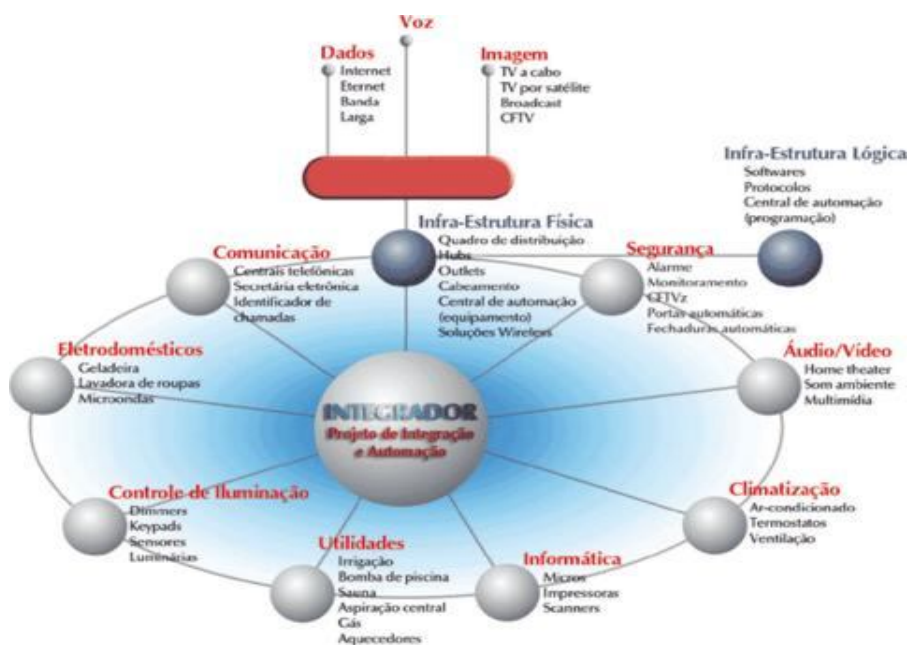 Voz
Dados
Internet
Eternet
Banda
Larga
Imagem
TV a cabo
TV por satélite
Broadcast
CFTV
Infra-Estrutura Lógica
Softwares
Protocolos
Central de automação
(programação)
Infra-Estrutura Física
Quadro de distribuição
Hubs
Outlets
Cabeamento
Central de automação
(equipamento)
Soluções Wireless
Comunicação
Centrais telefônicas
Secretária eletrônica
Identificador de
chamadas
Segurança
Alarme
Monitoramento
CFTVz
Portas automáticas
Fechaduras automáticas
Eletrodomésticos
Geladeira
Lavadora de roupas
Microondas
Áudio/Vídeo
Home theater
Som ambiente
Multimídia
INTEGRADOR
Projeto de Integração
e Automação
Controle de Iluminação
Dimmers
Keypads
Sensores
Luminárias
Climatização
Ar-condicionado
Termostatos
Ventilação
Utilidades
Irrigação
Bomba de piscina
Sauna
Aspiração central
Gás
Aquecedores
Informática
Micros
Impressoras
Scanners